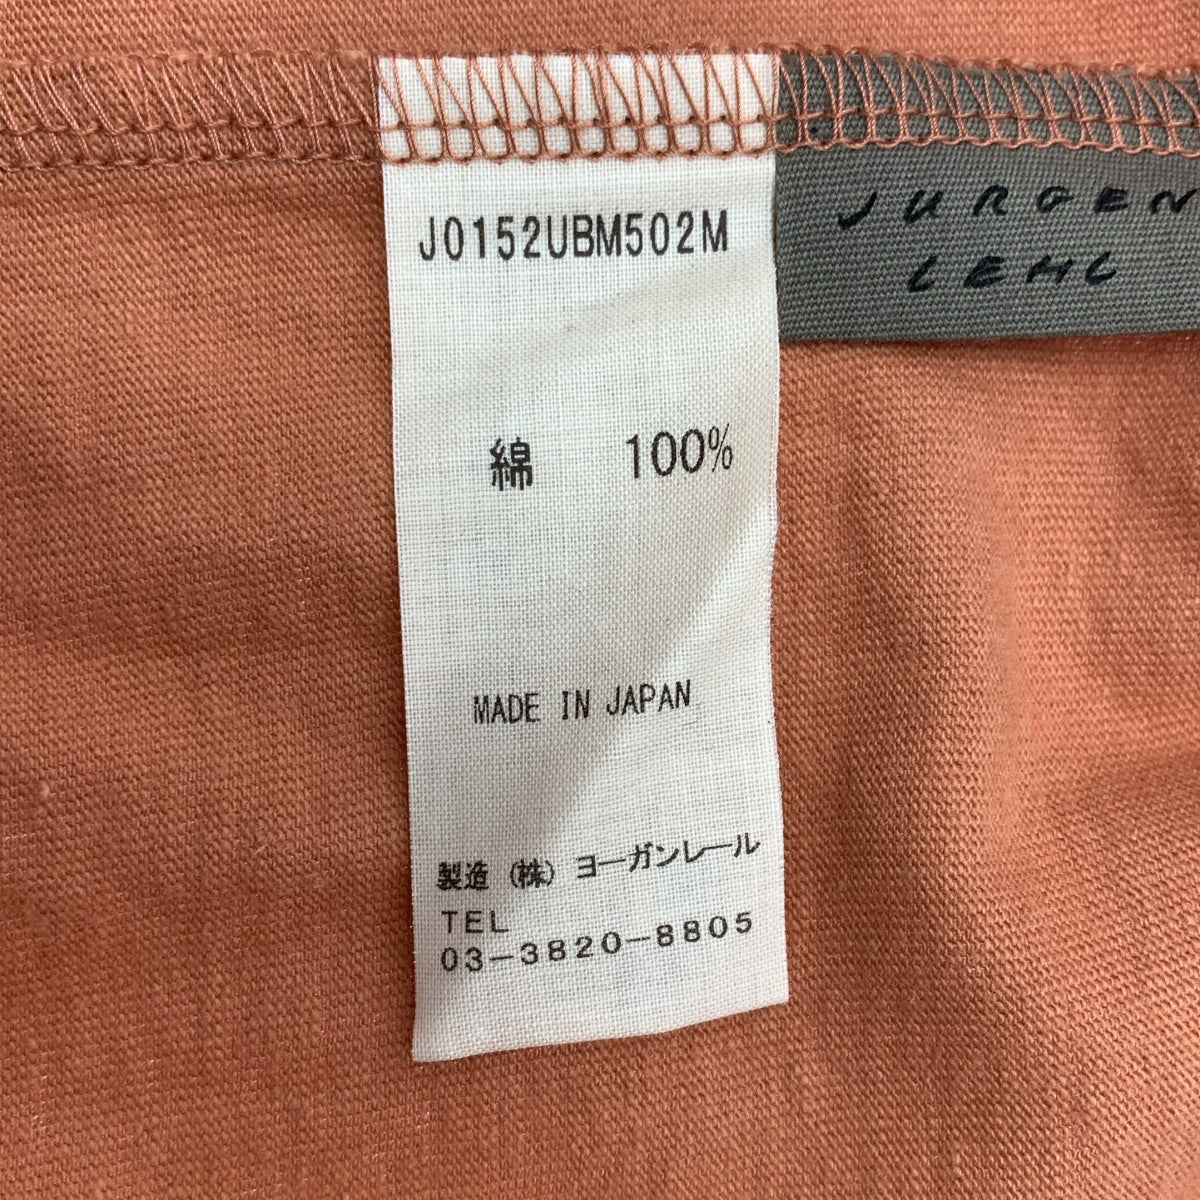 J0152UBM502M
JURGEN
LEHL
綿 100%
MADE IN JAPAN
製造 (株) ヨーガンレール
TEL
03-3820-8805